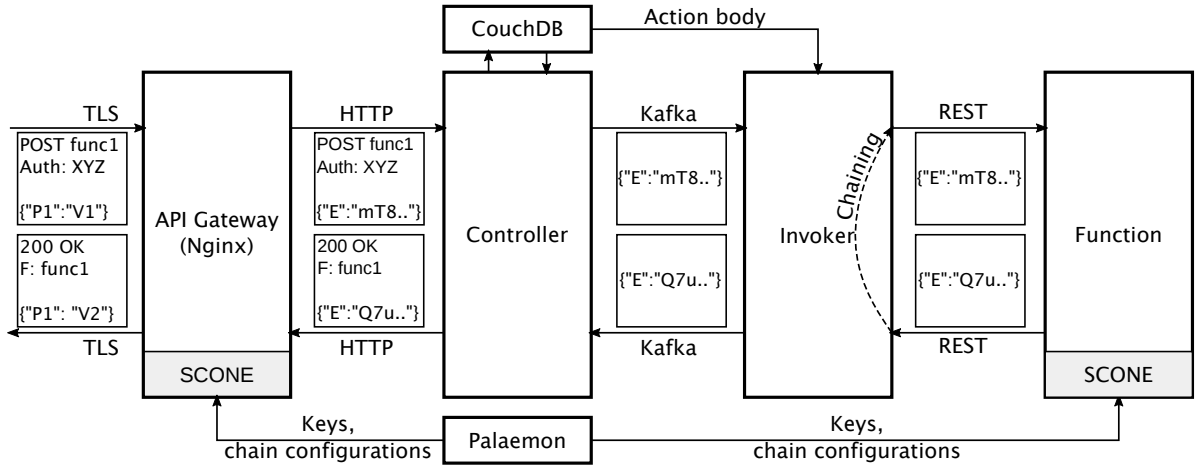 CouchDB
Action body
TLS
HTTP
Kafka
REST
POST func1
Auth: XYZ
{"P1":"V1"}
POST func1
Auth: XYZ
{"E":"mT8.."}
{"E":"mT8.."}
Chaining
{"E":"mT8.."}
API Gateway
(Nginx)
Controller
Invoker
Function
200 OK
F: func1
{"P1": "V2"}
200 OK
F: func1
{"E":"Q7u.."}
{"E":"Q7u.."}
{"E":"Q7u.."}
TLS
HTTP
Kafka
REST
SCONE
SCONE
Keys,
chain configurations
Palaemon
Keys,
chain configurations